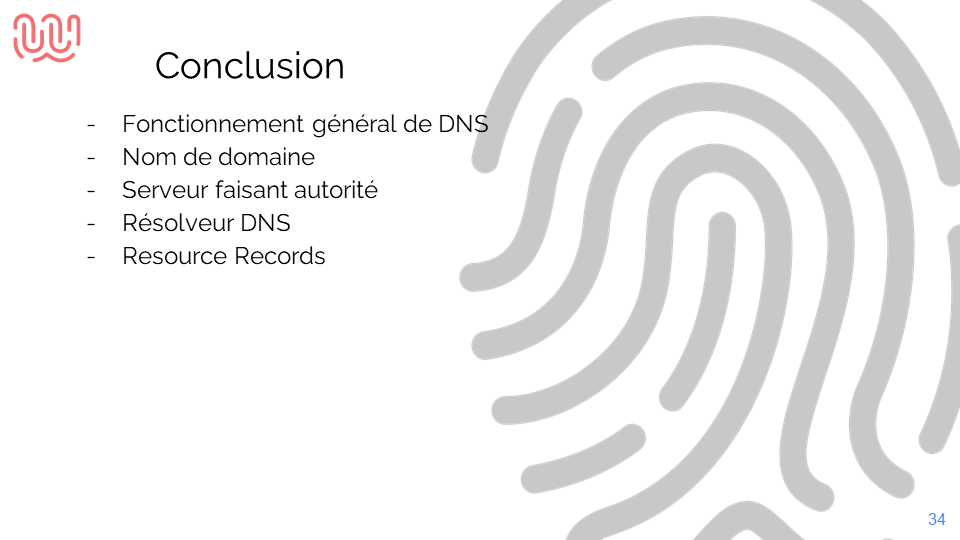 Conclusion
- Fonctionnement général de DNS
- Nom de domaine
- Serveur faisant autorité
- Résolveur DNS
- Resource Records
34